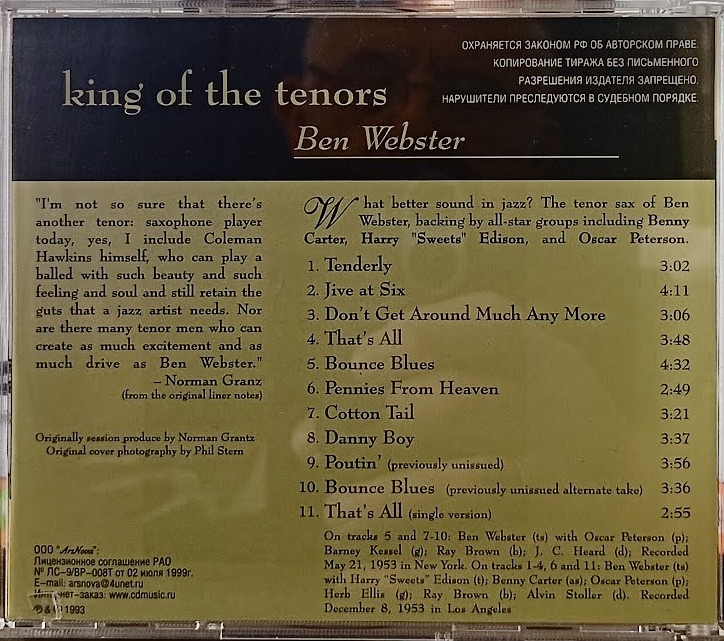 king of the tenors
Ben Webster
ОХРАНЯЕТСЯ ЗАКОНОМ РФ ОБ АВТОРСКОМ ПРАВЕ.
КОПИРОВАНИЕ ТИРАЖА БЕЗ ПИСЬМЕННОГО
РАЗРЕШЕНИЯ ИЗДАТЕЛЯ ЗАПРЕЩЕНО.
НАРУШИТЕЛИ ПРЕСЛЕДУЮТСЯ В СУДЕБНОМ ПОРЯДКЕ.
"I'm not so sure that there's
another tenor: saxophone player
today, yes, I include Coleman
Hawkins himself, who can play a
balled with such beauty and such
feeling and soul and still retain the
guts that a jazz artist needs. Nor
are there many tenor men who can
create as much excitement and as
much drive as Ben Webster."
– Norman Granz
(from the original liner notes)
Originally session produce by Norman Grantz
Original cover photography by Phil Stern
What better sound in jazz? The tenor sax of Ben
Webster, backing by all-star groups including Benny
Carter, Harry "Sweets" Edison, and Oscar Peterson.
1. Tenderly 3:02
2. Jive at Six 4:11
3. Don't Get Around Much Any More 3:06
4. That's All 3:48
5. Bounce Blues 4:32
6. Pennies From Heaven 2:49
7. Cotton Tail 3:21
8. Danny Boy 3:37
9. Poutin' (previously unissued) 3:56
10. Bounce Blues (previously unissued alternate take) 3:36
11. That's All (single version) 2:55
On tracks 5 and 7-10: Ben Webster (ts) with Oscar Peterson (p);
Barney Kessel (g); Ray Brown (b); J. C. Heard (d); Recorded
May 21, 1953 in New York. On tracks 1-4, 6 and 11: Ben Webster (ts)
with Harry "Sweets" Edison (t); Benny Carter (as); Oscar Peterson (p);
Herb Ellis (g); Ray Brown (b); Alvin Stoller (d). Recorded
December 8, 1953 in Los Angeles
ООО "ArsNova":
Лицензионное соглашение РАО
№ ЛС-9/ВР-008Т от 02 июля 1999г.
E-mail: arsnova@4unet.ru
Интернет-заказ: www.cdmusic.ru
℗ & © 1993